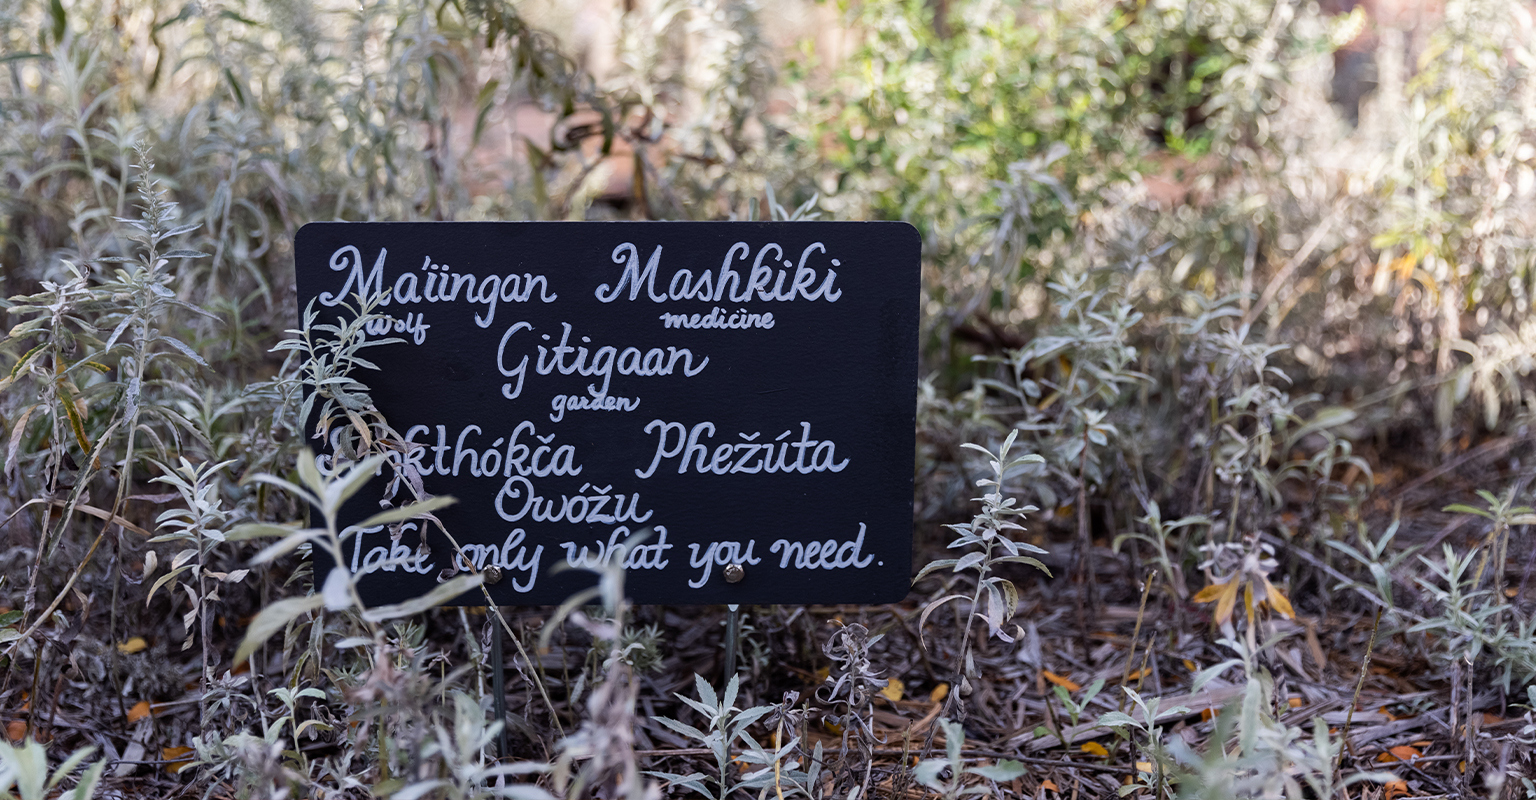 Ma'iingan Mashkiki
wolf medicine
Gitigaan
garden
Phežúta
Owóžu
Take only what you need.